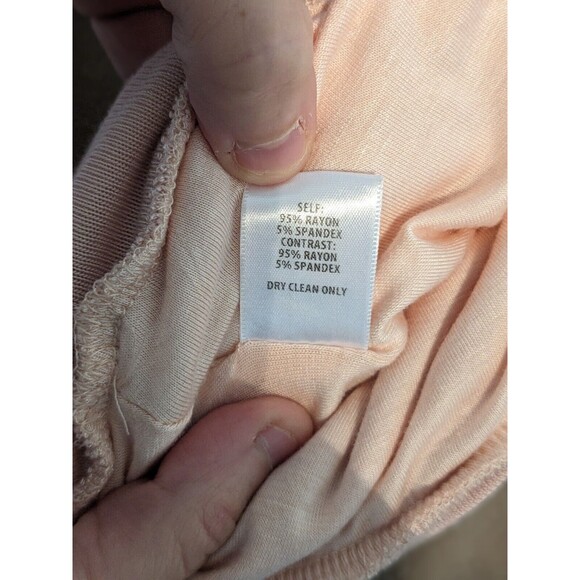 SELF:
95% RAYON
5% SPANDEX
CONTRAST:
95% RAYON
5% SPANDEX
DRY CLEAN ONLY